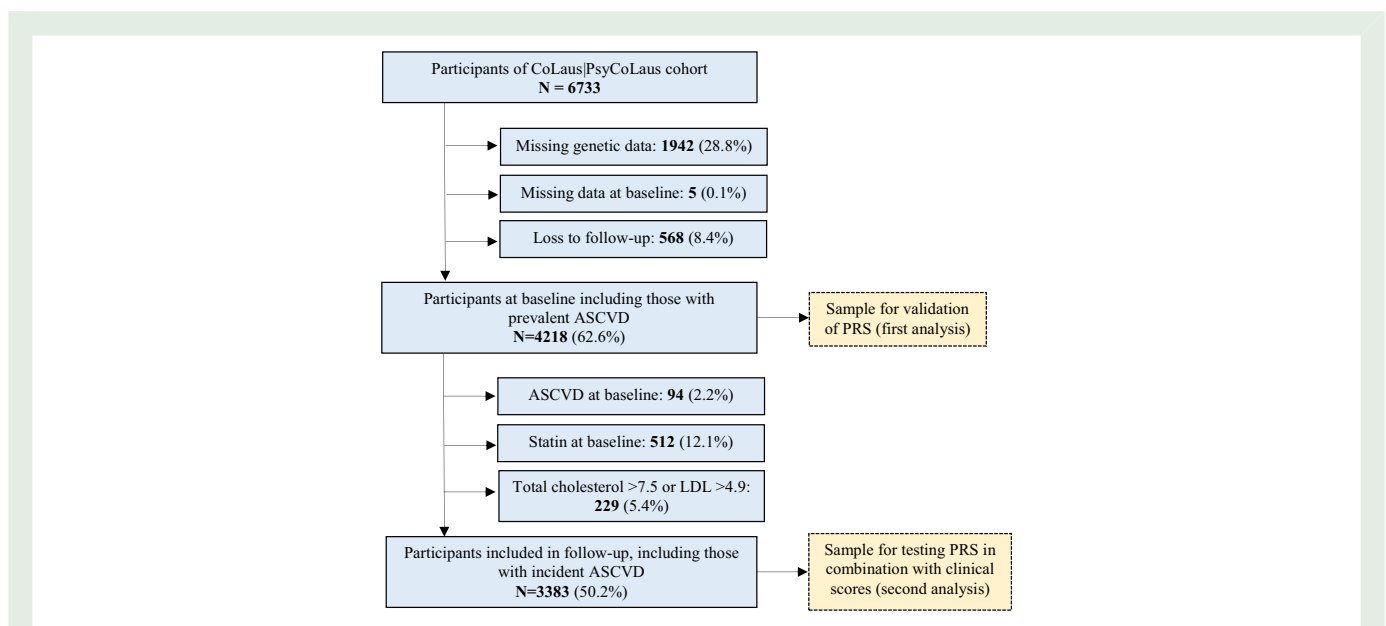 Participants of CoLaus|PsyCoLaus cohort
N = 6733
Missing genetic data: 1942 (28.8%)
Missing data at baseline: 5 (0.1%)
Loss to follow-up: 568 (8.4%)
Participants at baseline including those with
prevalent ASCVD
N=4218 (62.6%)
Sample for validation
of PRS (first analysis)
ASCVD at baseline: 94 (2.2%)
Statin at baseline: 512 (12.1%)
Total cholesterol >7.5 or LDL >4.9:
229 (5.4%)
Participants included in follow-up, including those
with incident ASCVD
N=3383 (50.2%)
Sample for testing PRS in
combination with clinical
scores (second analysis)